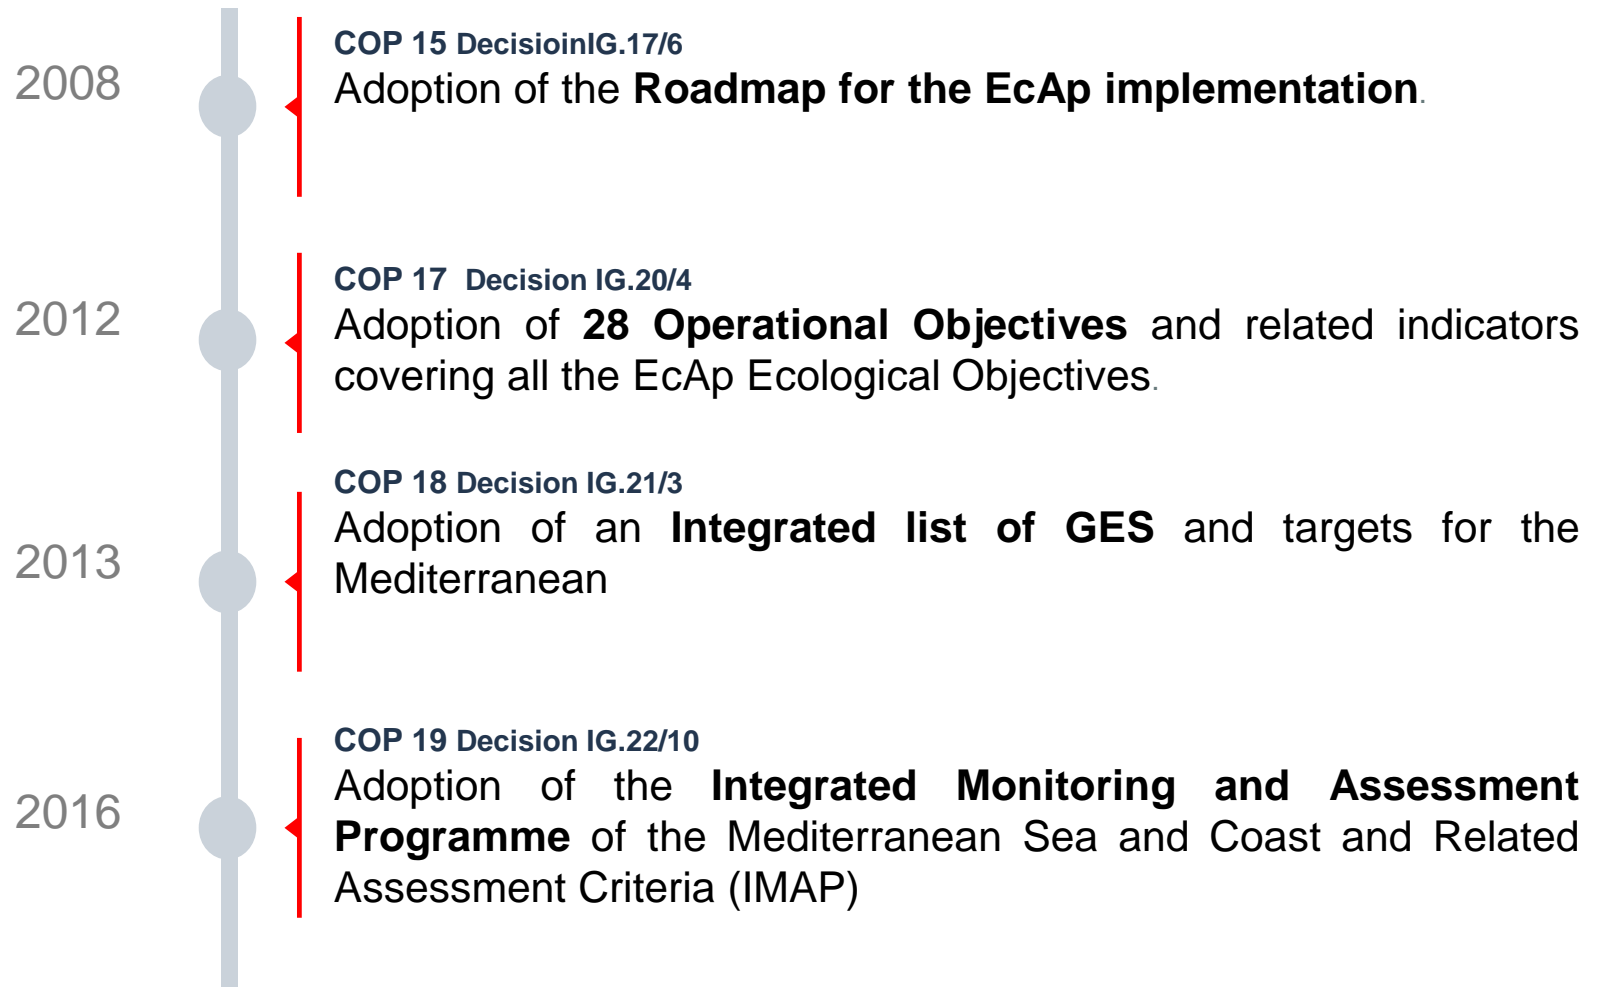 2008
COP 15 DecisioinIG.17/6
Adoption of the Roadmap for the EcAp implementation.
2012
COP 17 Decision IG.20/4
Adoption of 28 Operational Objectives and related indicators
covering all the EcAp Ecological Objectives.
2013
COP 18 Decision IG.21/3
Adoption of an Integrated list of GES and targets for the
Mediterranean
2016
COP 19 Decision IG.22/10
Adoption of the Integrated Monitoring and Assessment
Programme of the Mediterranean Sea and Coast and Related
Assessment Criteria (IMAP)